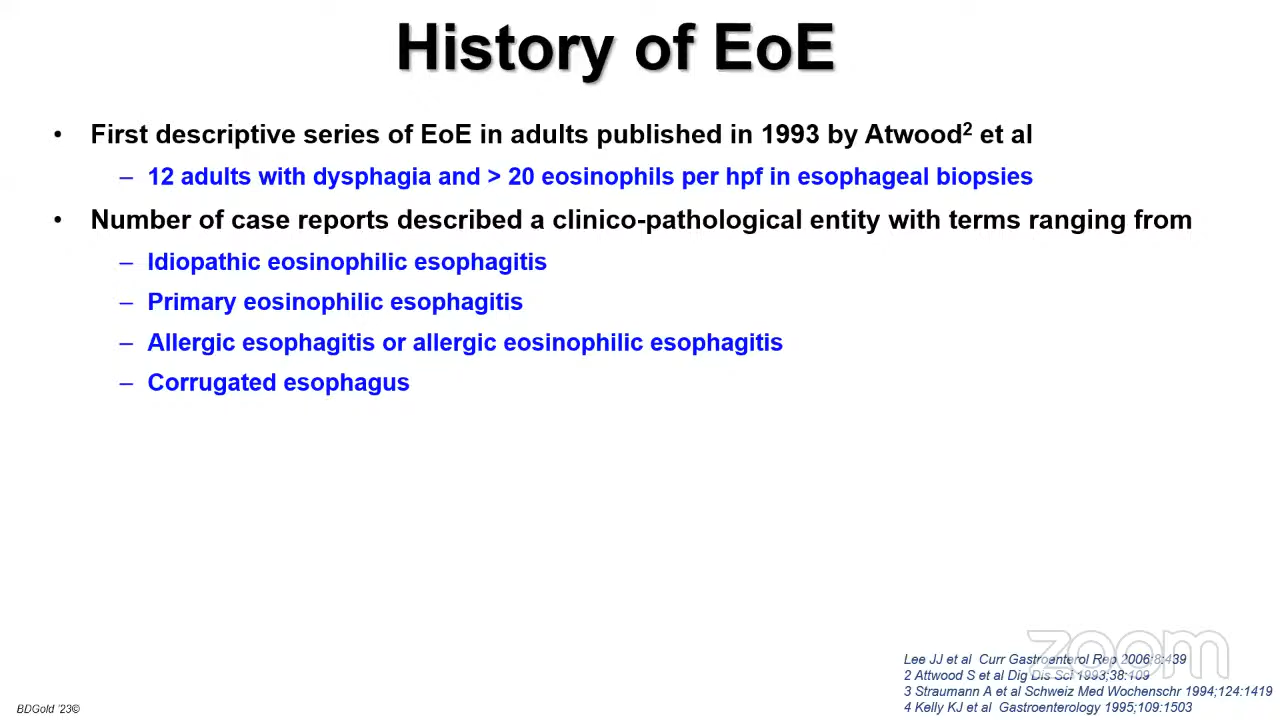 History of EoE
• First descriptive series of EoE in adults published in 1993 by Atwood2 et al
– 12 adults with dysphagia and > 20 eosinophils per hpf in esophageal biopsies
• Number of case reports described a clinico-pathological entity with terms ranging from
– Idiopathic eosinophilic esophagitis
– Primary eosinophilic esophagitis
– Allergic esophagitis or allergic eosinophilic esophagitis
– Corrugated esophagus
zoom
Lee JJ et al Curr Gastroenterol Rep 2006;8:439
2 Attwood S et al Dig Dis Sci 1993;38:109
3 Straumann A et al Schweiz Med Wochenschr 1994;124:1419
4 Kelly KJ et al Gastroenterology 1995;109:1503
BDGold '23©